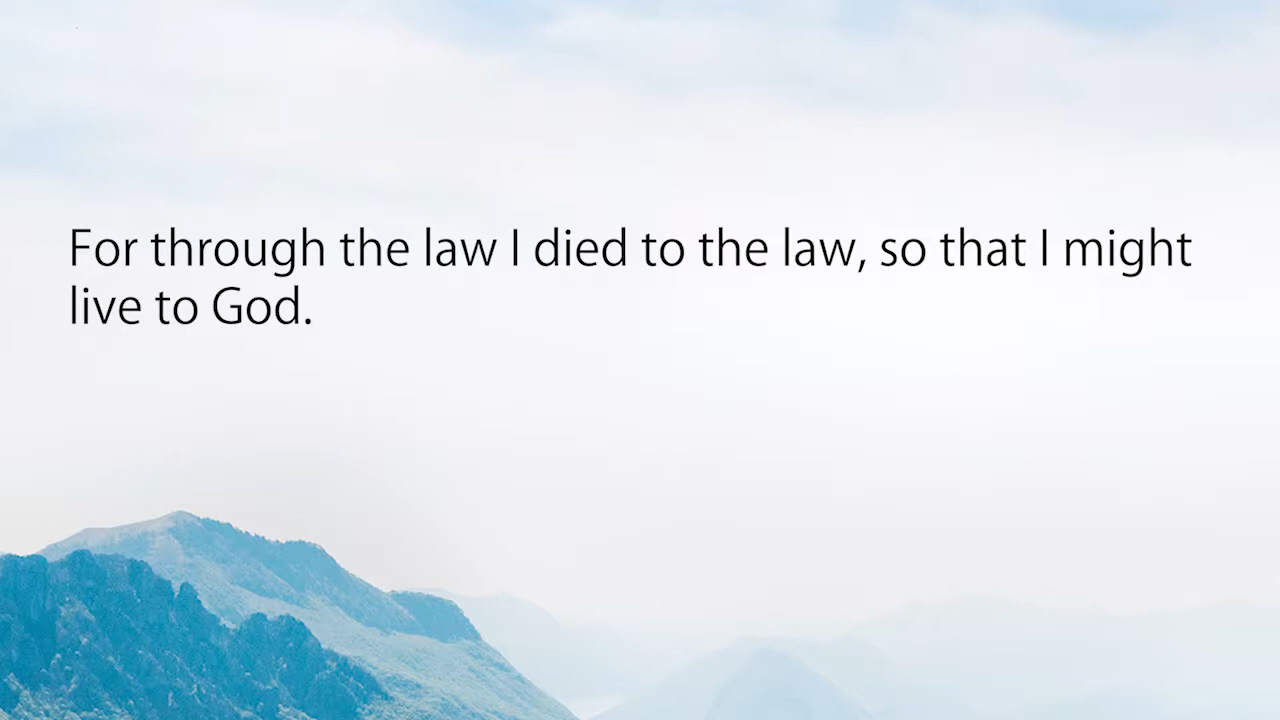 For through the law I died to the law, so that I might
live to God.